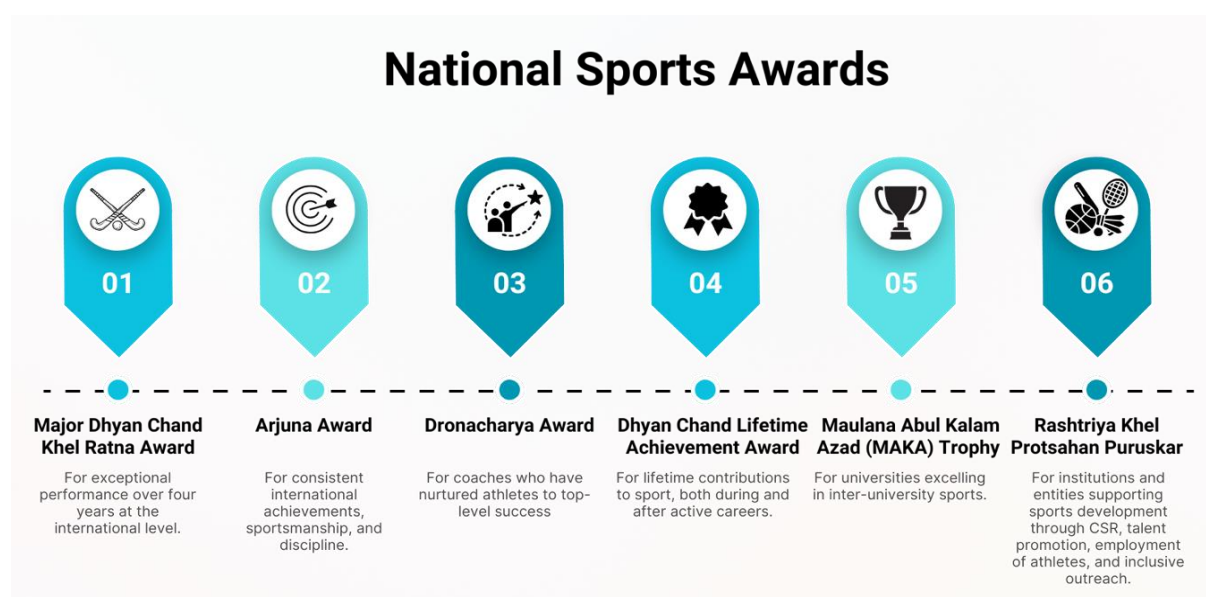 National Sports Awards
01
02
03
04
05
06
Major Dhyan Chand
Khel Ratna Award
For exceptional
performance over four
years at the
international level.
Arjuna Award
For consistent
international
achievements,
sportsmanship, and
discipline.
Dronacharya Award
For coaches who have
nurtured athletes to top-
level success
Dhyan Chand Lifetime
Achievement Award
For lifetime contributions
to sport, both during and
after active careers.
Maulana Abul Kalam
Azad (MAKA) Trophy
For universities excelling
in inter-university sports.
Rashtriya Khel
Protsahan Puruskar
For institutions and
entities supporting
sports development
through CSR, talent
promotion, employment
of athletes, and inclusive
outreach.